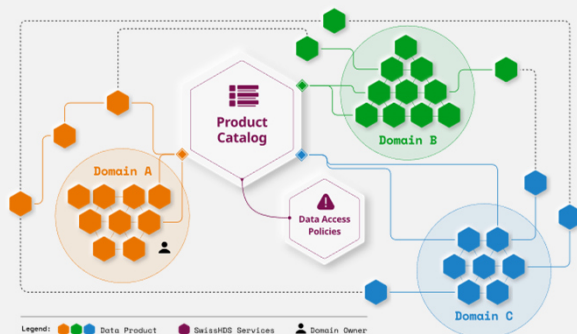 Product
Catalog
Domain B
Domain A
Data Access
Policies
Domain C
Legend:
Data Product
SwissHDS Services
Domain Owner